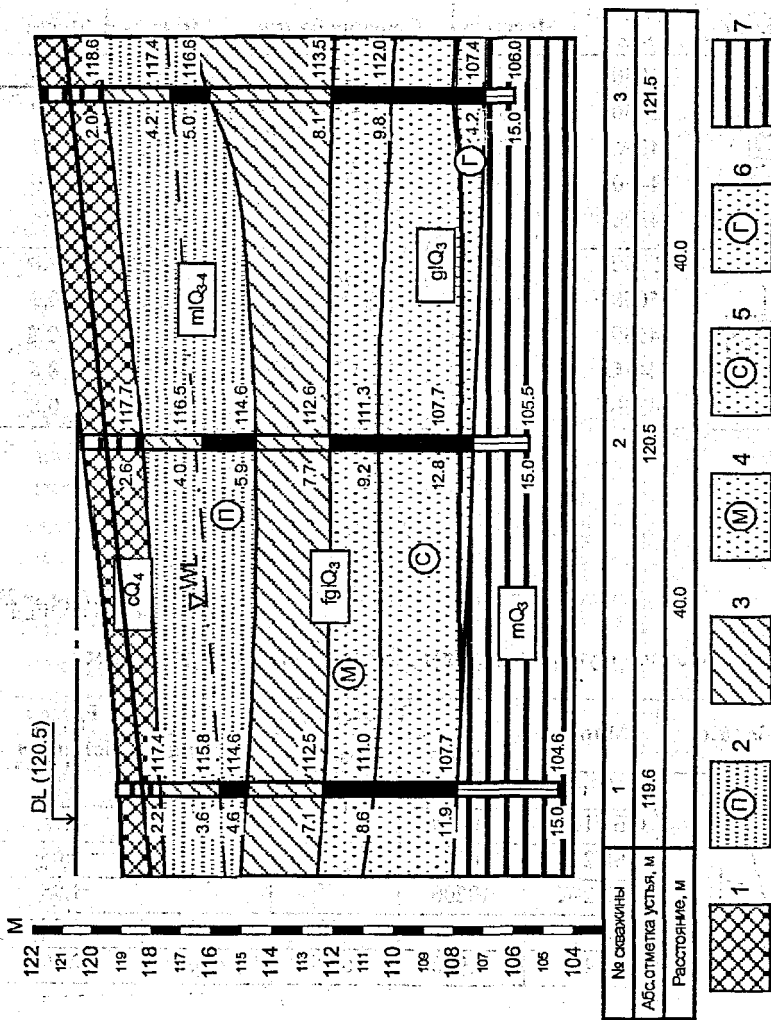 М
122
121
120
119
118
117
116
115
114
113
112
111
110
109
108
107
106
105
104
DL (120.5)
cQ4
WL
mlQ3-4
П
fglQ3
М
С
glQ3
Г
mQ3
2.2 117.4
3.6 115.8
4.6 114.6
7.1 112.5
8.6 111.0
11.9 107.7
15.0 104.6
2.6 117.7
4.0 116.5
5.9 114.6
7.7 112.6
9.2 111.3
12.8 107.7
15.0 105.5
2.0 118.6
4.2 117.4
5.0 116.6
8.1 113.5
9.8 112.0
4.2 107.4
15.0 106.0
№ скважины 1 2 3
Абс.отметка устья, м 119.6 120.5 121.5
Расстояние, м 40.0 40.0
1 2 3 4 5 6 7
П М С Г